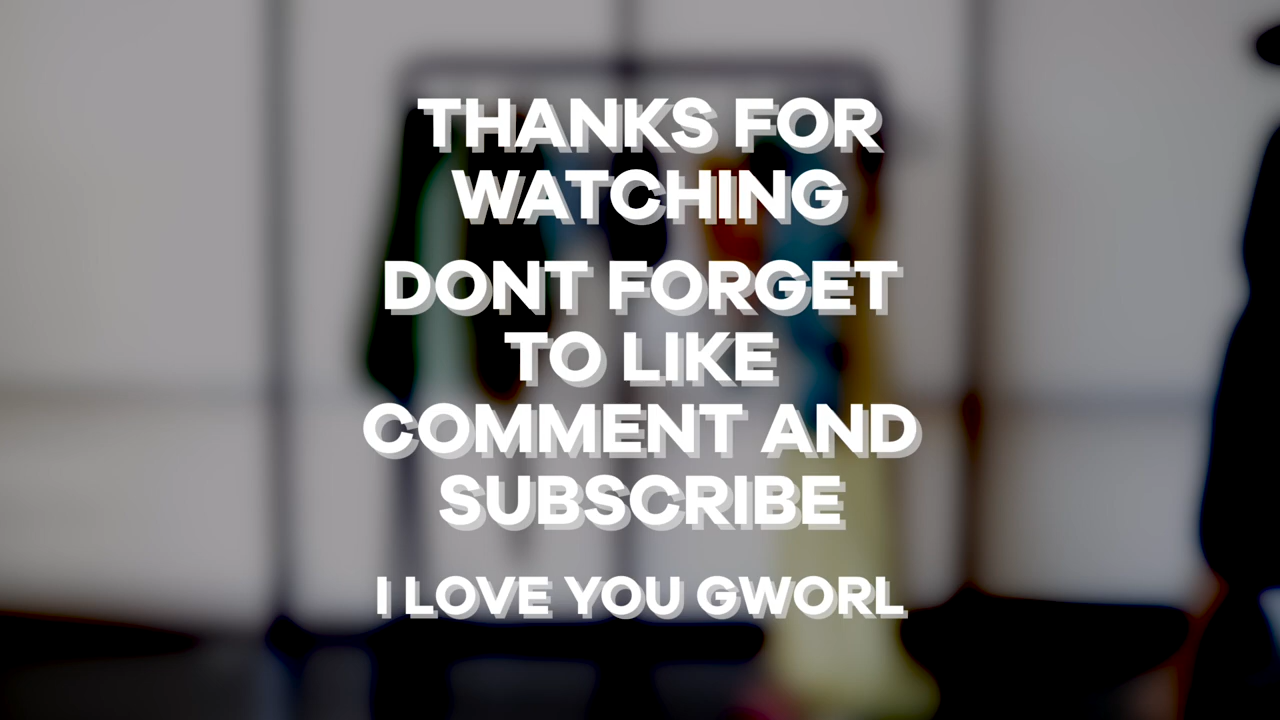 THANKS FOR
WATCHING
DONT FORGET
TO LIKE
COMMENT AND
SUBSCRIBE
I LOVE YOU GWORL